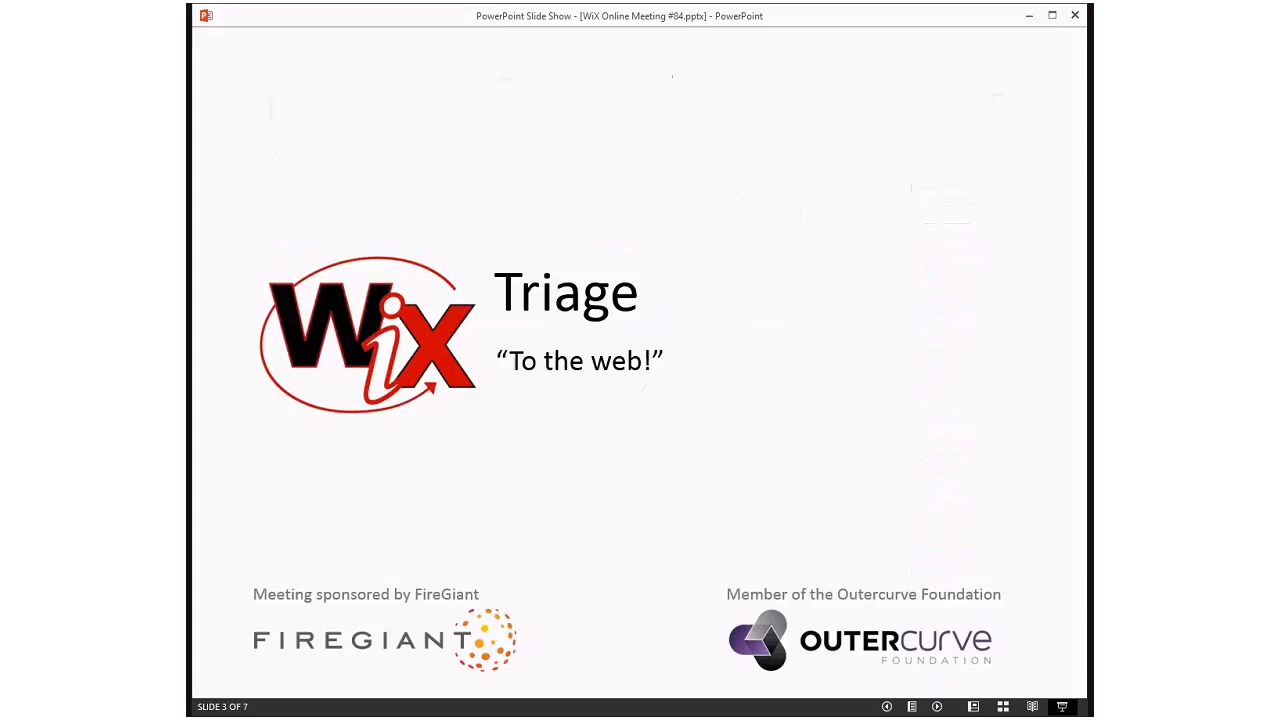 PowerPoint Slide Show - [WiX Online Meeting #84.pptx] - PowerPoint
WiX
Triage
“To the web!”
Meeting sponsored by FireGiant
FIREGIANT
Member of the Outercurve Foundation
OUTERCURVE
FOUNDATION
SLIDE 3 OF 7